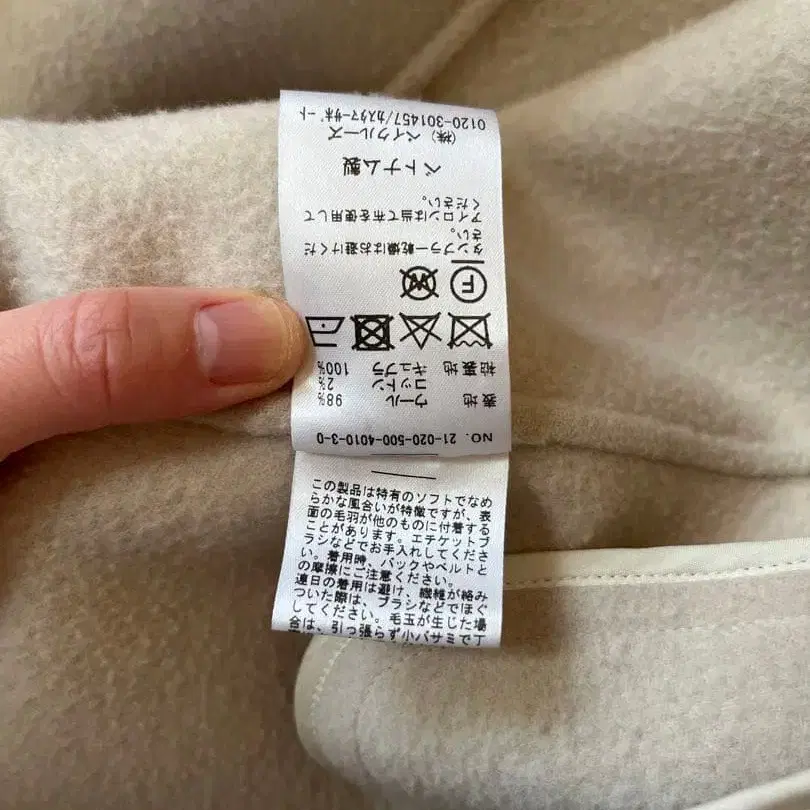 NO. 21-020-500-4010-3-0
表地 ウール 98%
コットン 2%
袖裏地 キュプラ 100%
F
W
タンブラー乾燥はお避けくだ
さい。
アイロンは当て布を使用して
ください。
ベトナム製
(株)ベイクルーズ
0120-301457/カスタマーサポート
この製品は特有のソフトでなめ
らかな風合いが特徴ですが、表
面の毛羽が他のものに付着する
ことがあります。エチケットブ
ラシなどでお手入れしてくださ
い。着用時、バックやベルトと
の摩擦にご注意ください。
連日の着用は避け、繊維が絡み
ついた際は、ブラシなどでほぐ
してください。毛玉が生じた場
合は、引っ張らず小バサミで丁